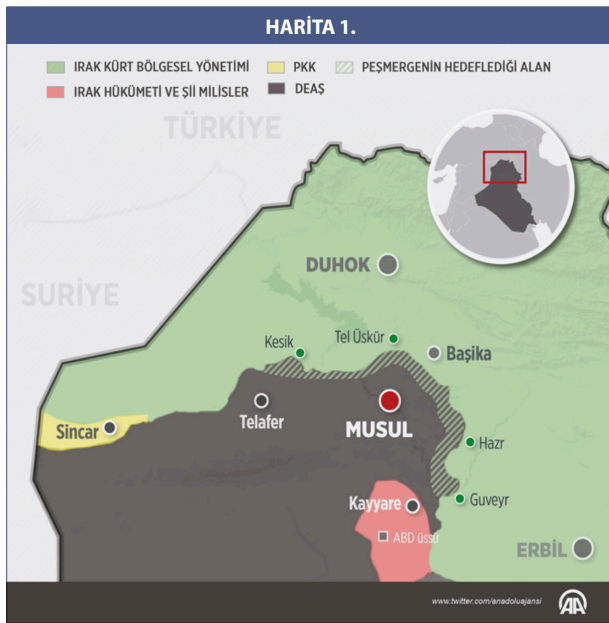 HARİTA 1.
IRAK KÜRT BÖLGESEL YÖNETİMİ
PKK
PEŞMERGENİN HEDEFLEDİĞİ ALAN
IRAK HÜKÜMETİ VE Şİİ MİLİSLER
DEAŞ
TÜRKİYE
DUHOK
SURİYE
Kesik
Tel Üskür
Başika
Telafer
MUSUL
Sincar
Hazr
Kayyare
Guveyr
ABD üssü
ERBİL
www.twitter.com/anadoluajansi
AA